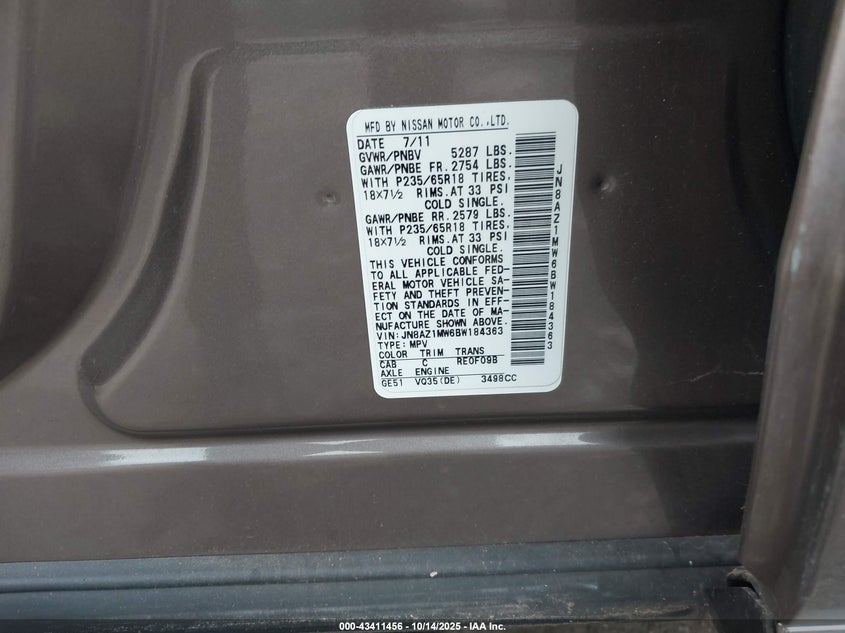 MFD BY NISSAN MOTOR CO.,LTD.
DATE 7/11
GVWR/PNBV 5287 LBS.
GAWR/PNBE FR. 2754 LBS.
WITH P235/65R18 TIRES.
18X7½ RIMS.AT 33 PSI
COLD SINGLE.
GAWR/PNBE RR. 2579 LBS.
WITH P235/65R18 TIRES.
18X7½ RIMS.AT 33 PSI
COLD SINGLE.
THIS VEHICLE CONFORMS
TO ALL APPLICABLE FED-
ERAL MOTOR VEHICLE SA-
FETY AND THEFT PREVEN-
TION STANDARDS IN EFF-
ECT ON THE DATE OF MA-
NUFACTURE SHOWN ABOVE.
VIN:JN8AZ1MW6BW184363
TYPE:MPV
COLOR TRIM TRANS
CAB C RE0F09B
AXLE ENGINE
GE51 VQ35(DE) 3498CC
JN8AZ1MW6BW184363
000-43411456 - 10/14/2025 - IAA Inc.